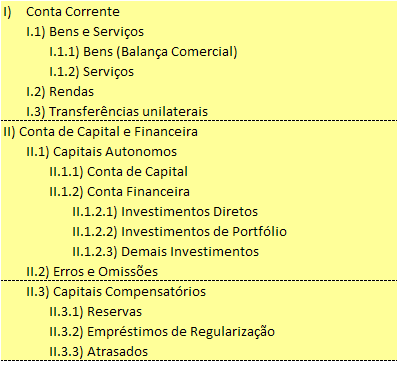 I) Conta Corrente
I.1) Bens e Serviços
I.1.1) Bens (Balança Comercial)
I.1.2) Serviços
I.2) Rendas
I.3) Transferências unilaterais
II) Conta de Capital e Financeira
II.1) Capitais Autonomos
II.1.1) Conta de Capital
II.1.2) Conta Financeira
II.1.2.1) Investimentos Diretos
II.1.2.2) Investimentos de Portfólio
II.1.2.3) Demais Investimentos
II.2) Erros e Omissões
II.3) Capitais Compensatórios
II.3.1) Reservas
II.3.2) Empréstimos de Regularização
II.3.3) Atrasados